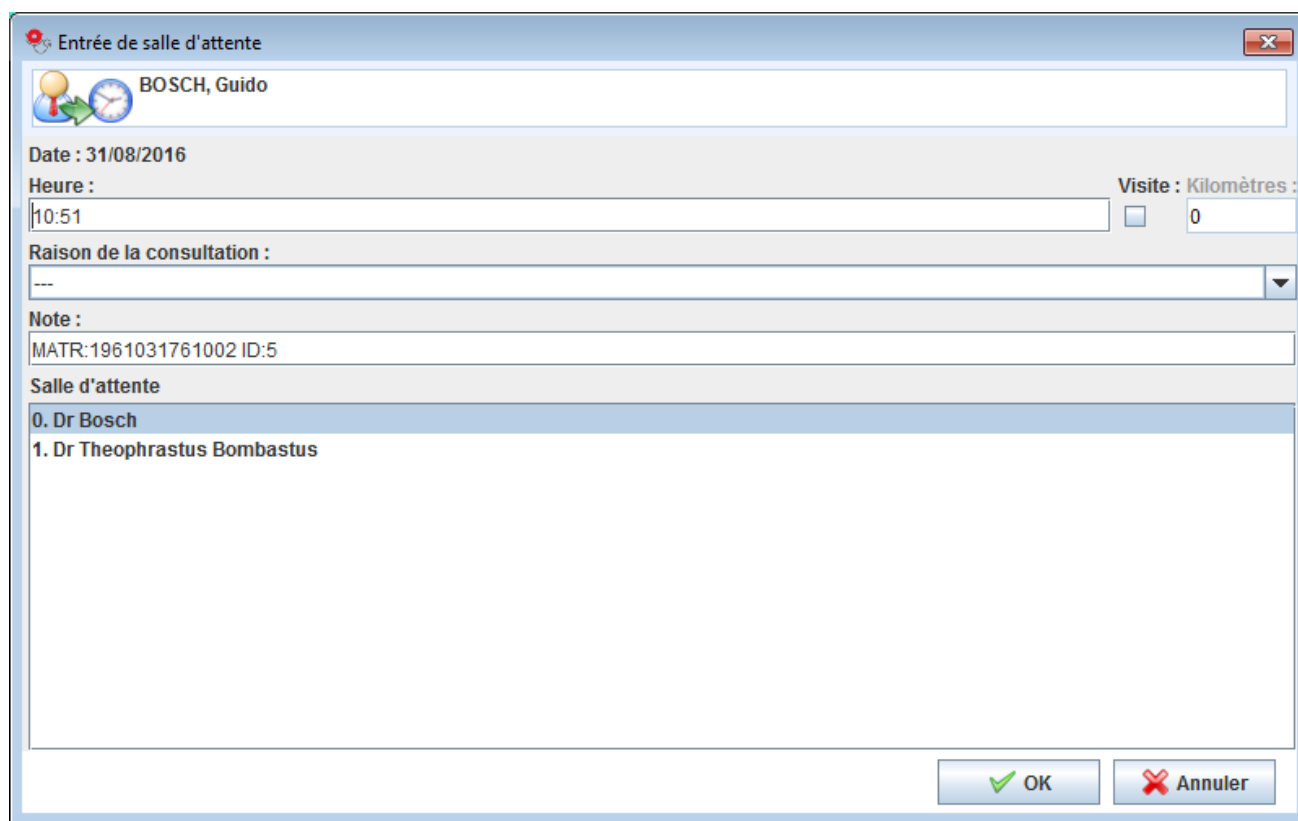 Entrée de salle d'attente
BOSCH, Guido
Date : 31/08/2016
Heure :
Visite : Kilomètres :
10:51
0
Raison de la consultation :
---
Note :
MATR:1961031761002 ID:5
Salle d'attente
0. Dr Bosch
1. Dr Theophrastus Bombastus
OK
Annuler